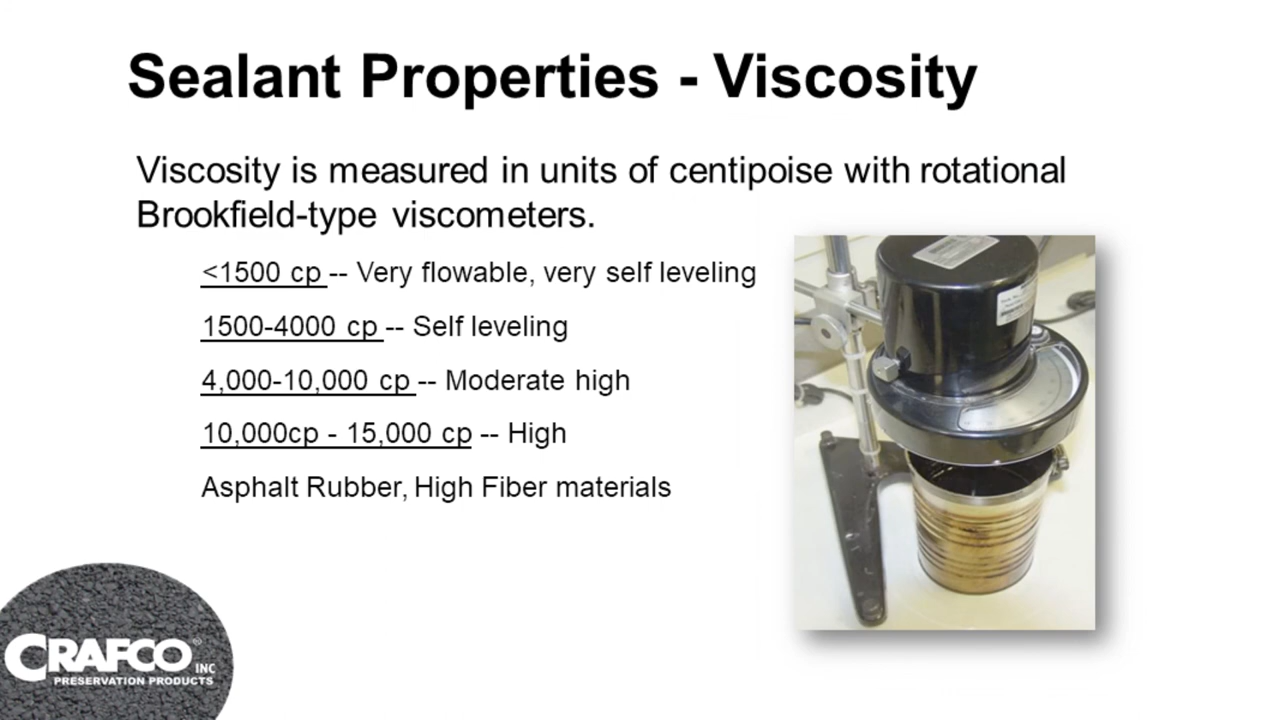 Sealant Properties - Viscosity
Viscosity is measured in units of centipoise with rotational
Brookfield-type viscometers.
<1500 cp -- Very flowable, very self leveling
1500-4000 cp -- Self leveling
4,000-10,000 cp -- Moderate high
10,000cp - 15,000 cp -- High
Asphalt Rubber, High Fiber materials
CRAFCO®
INC
PRESERVATION PRODUCTS